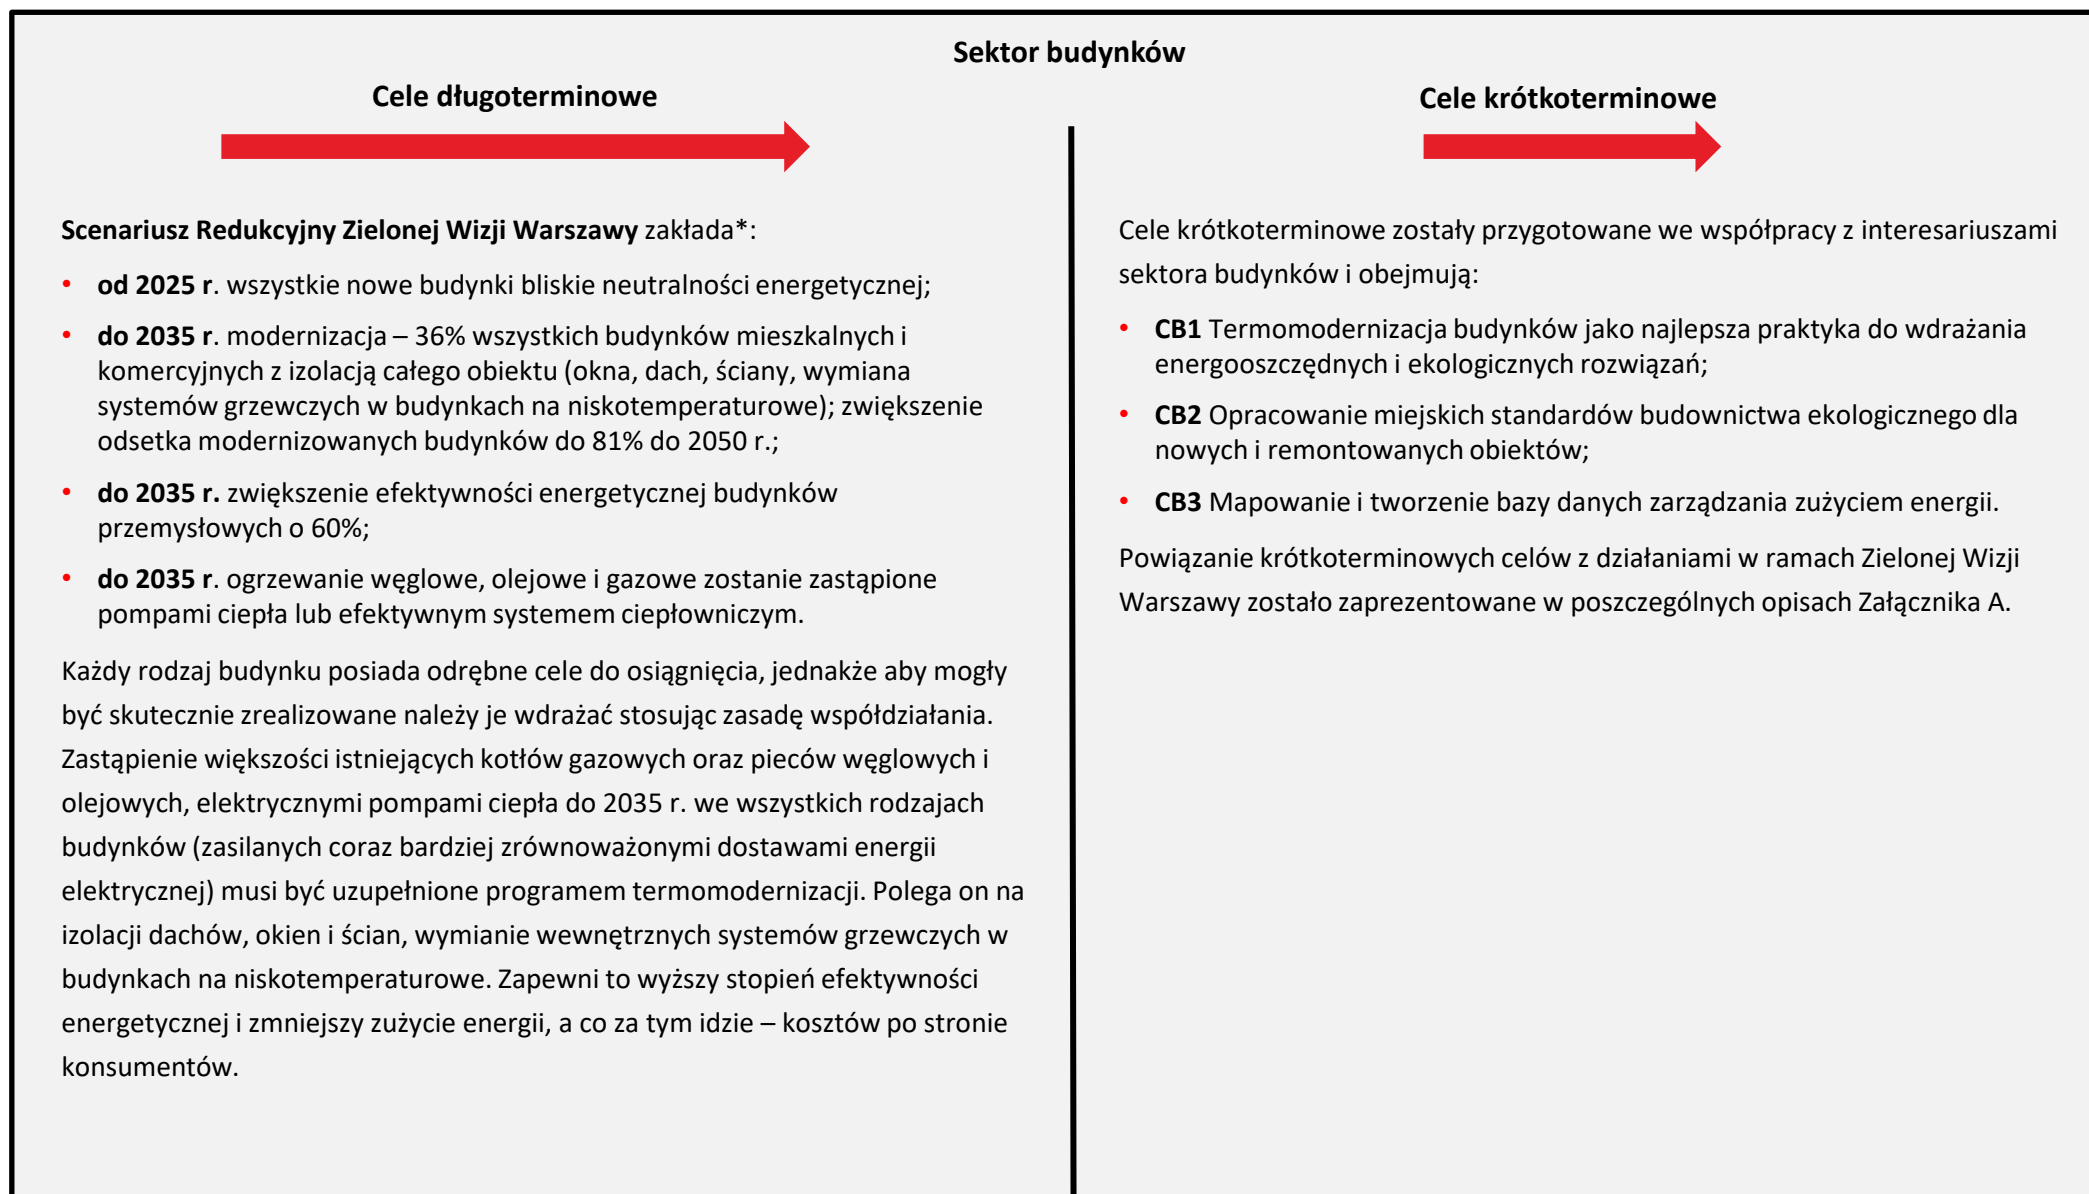 Sektor budynków
Cele długoterminowe
Scenariusz Redukcyjny Zielonej Wizji Warszawy zakłada*:
• od 2025 r. wszystkie nowe budynki bliskie neutralności energetycznej;
• do 2035 r. modernizacja – 36% wszystkich budynków mieszkalnych i
komercyjnych z izolacją całego obiektu (okna, dach, ściany, wymiana
systemów grzewczych w budynkach na niskotemperaturowe); zwiększenie
odsetka modernizowanych budynków do 81% do 2050 r.;
• do 2035 r. zwiększenie efektywności energetycznej budynków
przemysłowych o 60%;
• do 2035 r. ogrzewanie węglowe, olejowe i gazowe zostanie zastąpione
pompami ciepła lub efektywnym systemem ciepłowniczym.
Każdy rodzaj budynku posiada odrębne cele do osiągnięcia, jednakże aby mogły
być skutecznie zrealizowane należy je wdrażać stosując zasadę współdziałania.
Zastąpienie większości istniejących kotłów gazowych oraz pieców węglowych i
olejowych, elektrycznymi pompami ciepła do 2035 r. we wszystkich rodzajach
budynków (zasilanych coraz bardziej zrównoważonymi dostawami energii
elektrycznej) musi być uzupełnione programem termomodernizacji. Polega on na
izolacji dachów, okien i ścian, wymianie wewnętrznych systemów grzewczych w
budynkach na niskotemperaturowe. Zapewni to wyższy stopień efektywności
energetycznej i zmniejszy zużycie energii, a co za tym idzie – kosztów po stronie
konsumentów.
Cele krótkoterminowe
Cele krótkoterminowe zostały przygotowane we współpracy z interesariuszami
sektora budynków i obejmują:
• CB1 Termomodernizacja budynków jako najlepsza praktyka do wdrażania
energooszczędnych i ekologicznych rozwiązań;
• CB2 Opracowanie miejskich standardów budownictwa ekologicznego dla
nowych i remontowanych obiektów;
• CB3 Mapowanie i tworzenie bazy danych zarządzania zużyciem energii.
Powiązanie krótkoterminowych celów z działaniami w ramach Zielonej Wizji
Warszawy zostało zaprezentowane w poszczególnych opisach Załącznika A.